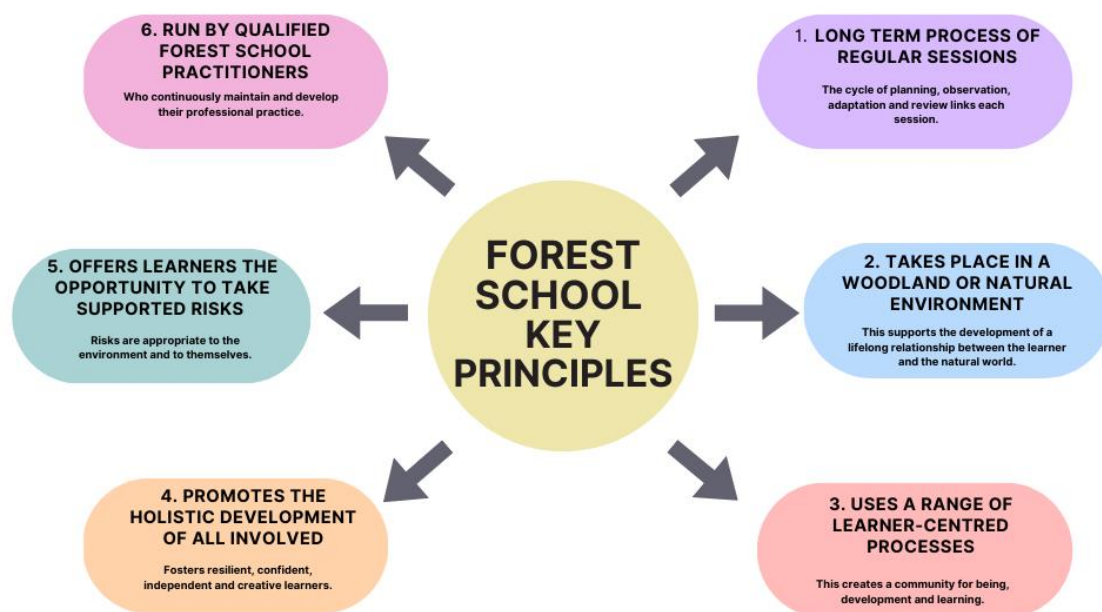 FOREST
SCHOOL
KEY
PRINCIPLES
1. LONG TERM PROCESS OF
REGULAR SESSIONS
The cycle of planning, observation,
adaptation and review links each
session.
2. TAKES PLACE IN A
WOODLAND OR NATURAL
ENVIRONMENT
This supports the development of a
lifelong relationship between the learner
and the natural world.
3. USES A RANGE OF
LEARNER-CENTRED
PROCESSES
This creates a community for being,
development and learning.
4. PROMOTES THE
HOLISTIC DEVELOPMENT
OF ALL INVOLVED
Fosters resilient, confident,
independent and creative learners.
5. OFFERS LEARNERS THE
OPPORTUNITY TO TAKE
SUPPORTED RISKS
Risks are appropriate to the
environment and to themselves.
6. RUN BY QUALIFIED
FOREST SCHOOL
PRACTITIONERS
Who continuously maintain and develop
their professional practice.